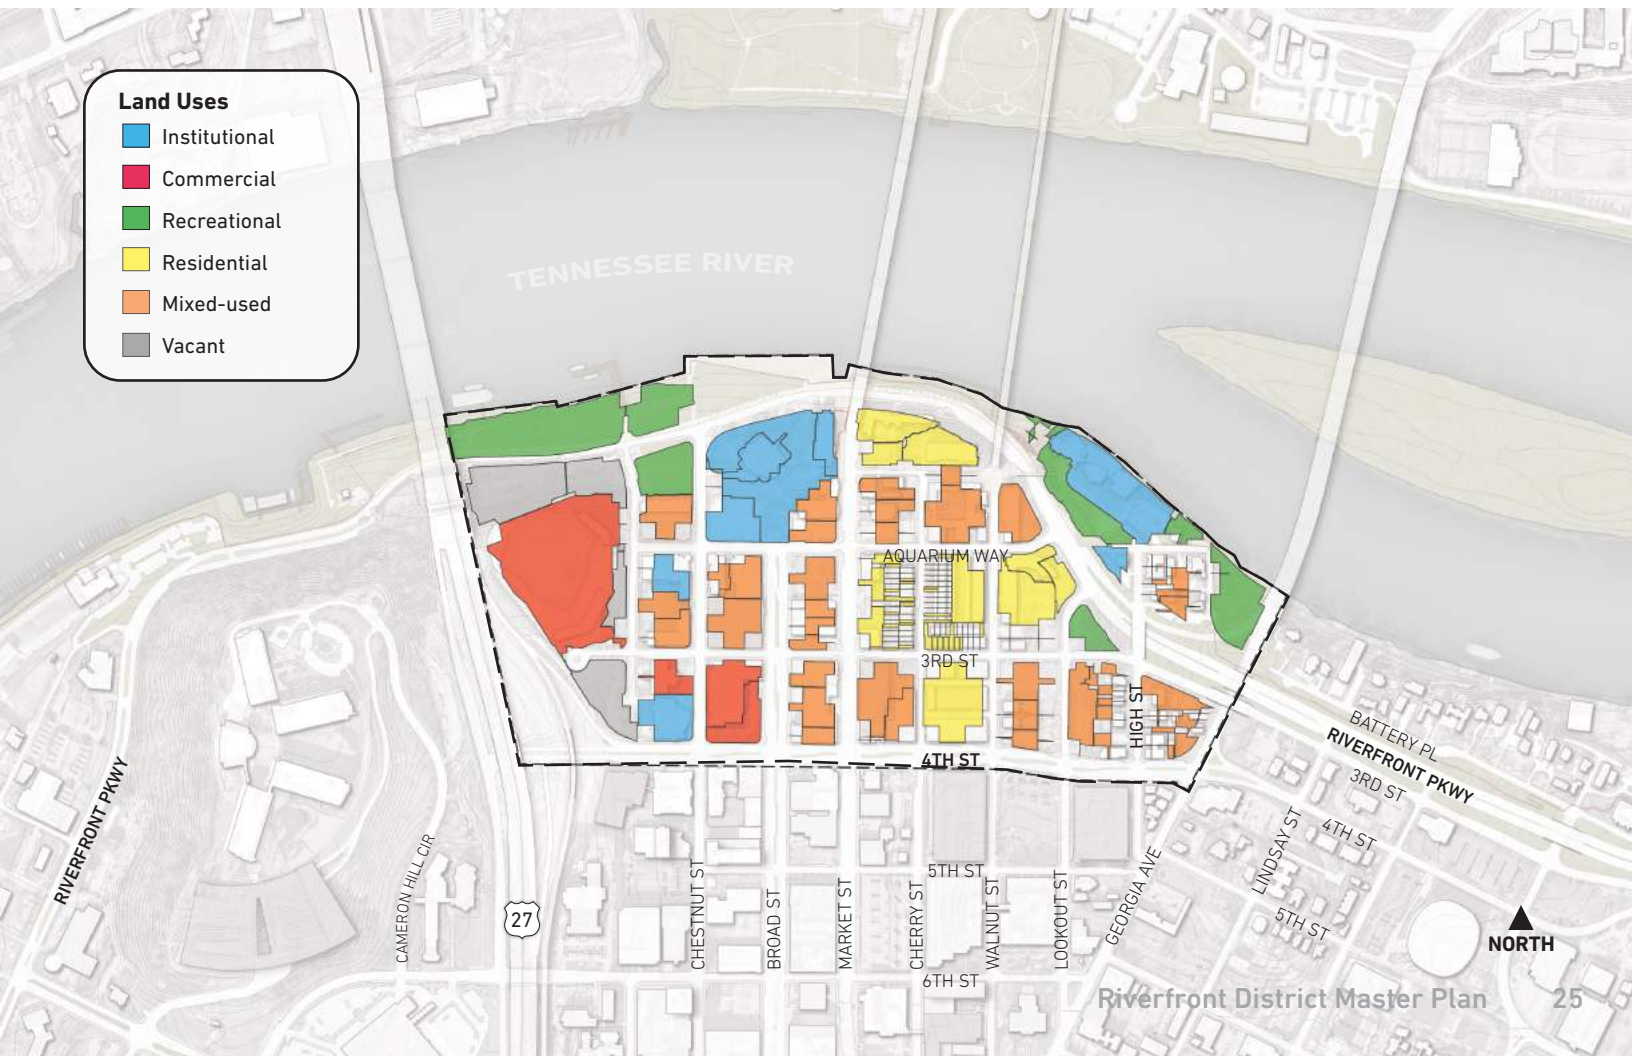 Land Uses
Institutional
Commercial
Recreational
Residential
Mixed-used
Vacant
TENNESSEE RIVER
AQUARIUM WAY
3RD ST
HIGH ST
4TH ST
BATTERY PL
RIVERFRONT PKWY
3RD ST
4TH ST
LINDSAY ST
5TH ST
RIVERFRONT PKWY
CAMERON HILL CIR
27
CHESTNUT ST
BROAD ST
MARKET ST
CHERRY ST
5TH ST
WALNUT ST
LOOKOUT ST
GEORGIA AVE
6TH ST
NORTH
Riverfront District Master Plan 25